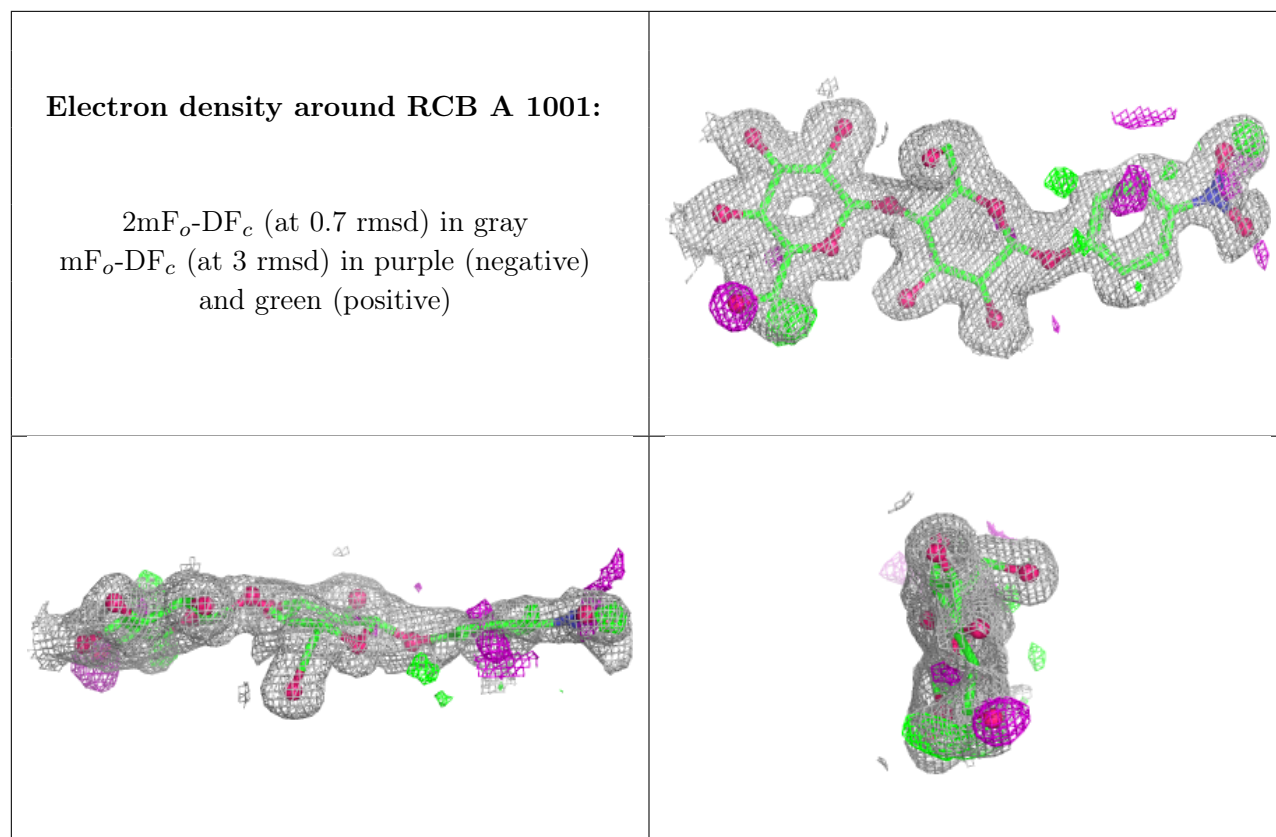 Electron density around RCB A 1001:
2mFo-DFc (at 0.7 rmsd) in gray
mFo-DFc (at 3 rmsd) in purple (negative)
and green (positive)